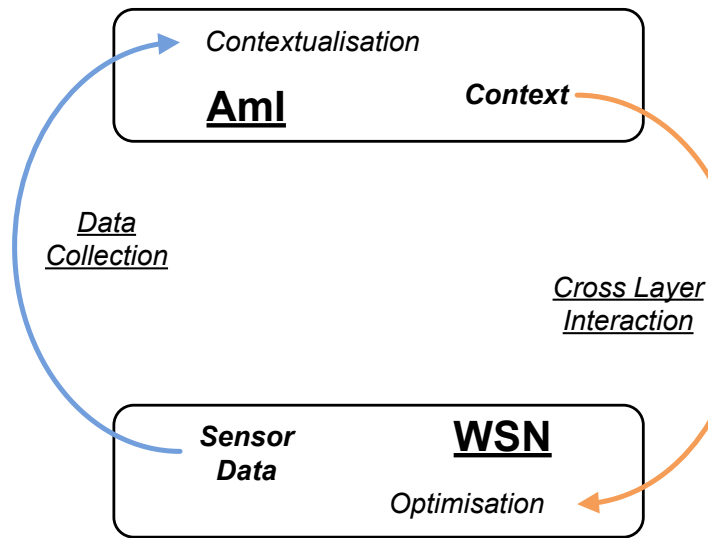 Contextualisation
AmI
Context
Data
Collection
Cross Layer
Interaction
Sensor
Data
WSN
Optimisation